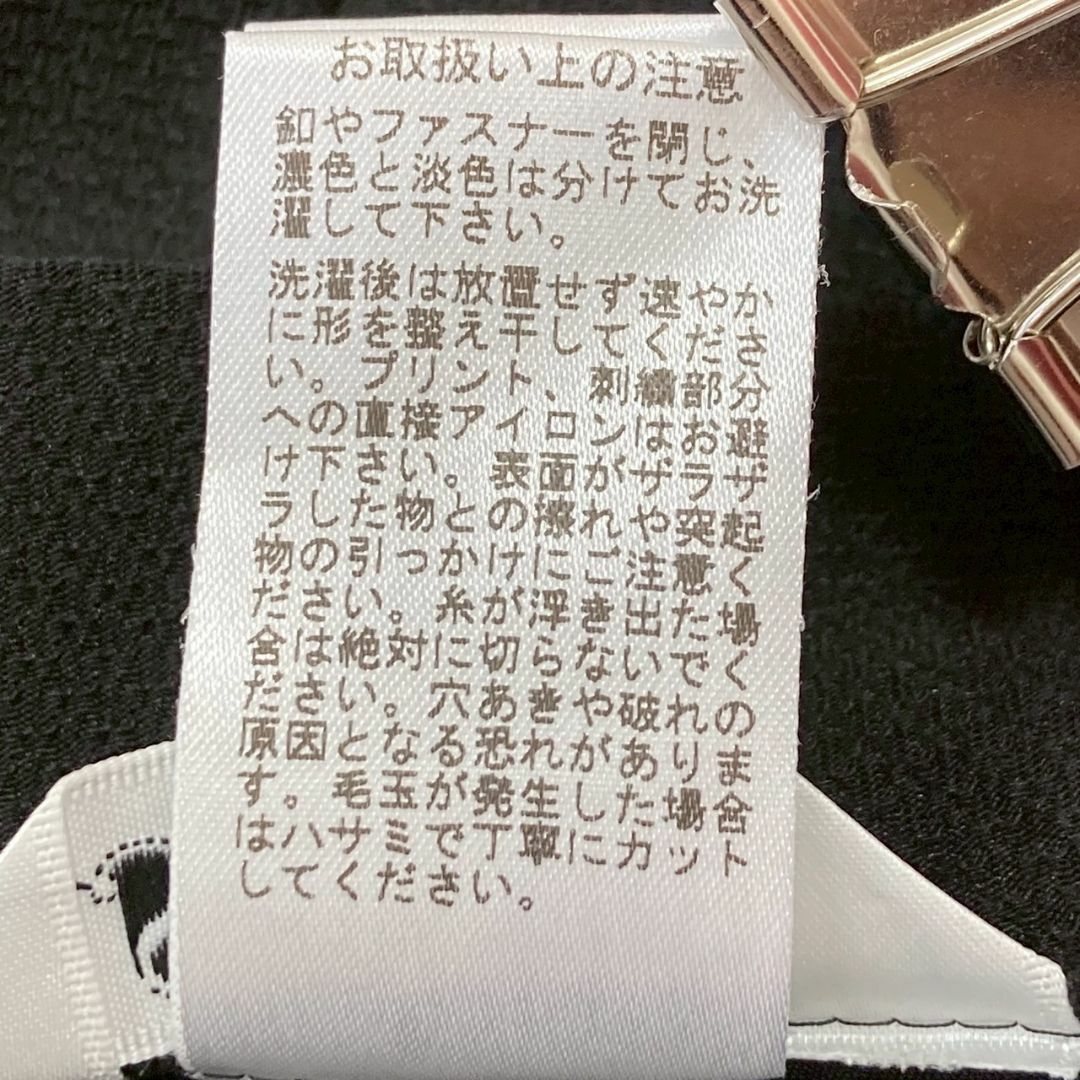 お取扱い上の注意
釦やファスナーを閉じ、
濃色と淡色は分けてお洗
濯して下さい。
洗濯後は放置せず速やか
に形を整え干してくださ
い。プリント、刺繍部分
への直接アイロンはお避
け下さい。表面がザラザ
ラした物との擦れや突起
物の引っかけにご注意く
ださい。糸が浮き出た場
合は絶対に切らないでく
ださい。穴あきや破れの
原因となる恐れがありま
す。毛玉が発生した場合
はハサミで丁寧にカット
してください。